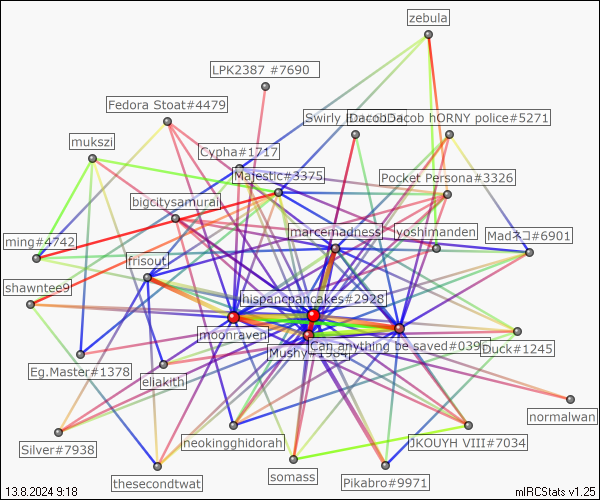 zebula
LPK2387 #7690
Fedora Stoat#4479
Swirly
Dacob hORNY police#5271
mukszi
Cypha#1717
Majestic#3375
Pocket Persona#3326
bigcitysamurai
marcemadness
yoshimanden
ming#4742
Madネコ#6901
frisout
shawntee9
hispancpancakes#2928
moonraven
Can anything be saved#039
Mushy#1984
Duck#1245
Eg.Master#1378
eliakith
normalwan
Silver#7938
neokingghidorah
JKOUYH VIII#7034
thesecondtwat
somass
Pikabro#9971
13.8.2024 9:18
mIRCStats v1.25